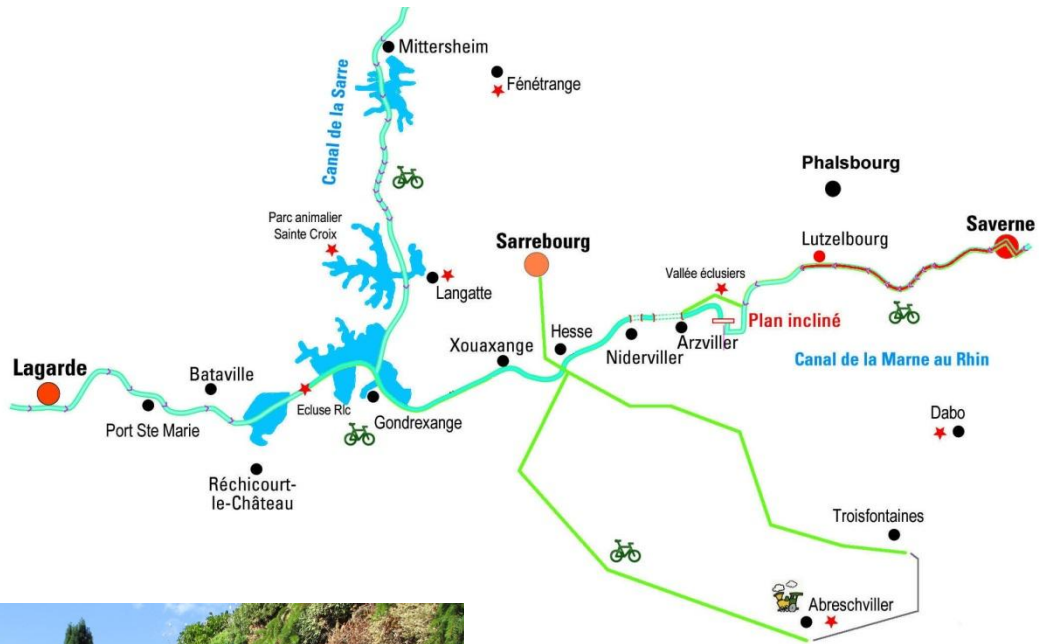 Mittersheim
Fénétrange
Canal de la Sarre
Phalsbourg
Parc animalier
Sainte Croix
Sarrebourg
Lutzelbourg
Saverne
Langatte
Vallée éclusiers
Plan incliné
Hesse
Xouaxange
Niderviller
Arzviller
Canal de la Marne au Rhin
Lagarde
Bataville
Ecluse Rlc
Gondrexange
Port Ste Marie
Dabo
Réchicourt-
le-Château
Troisfontaines
Abreschviller